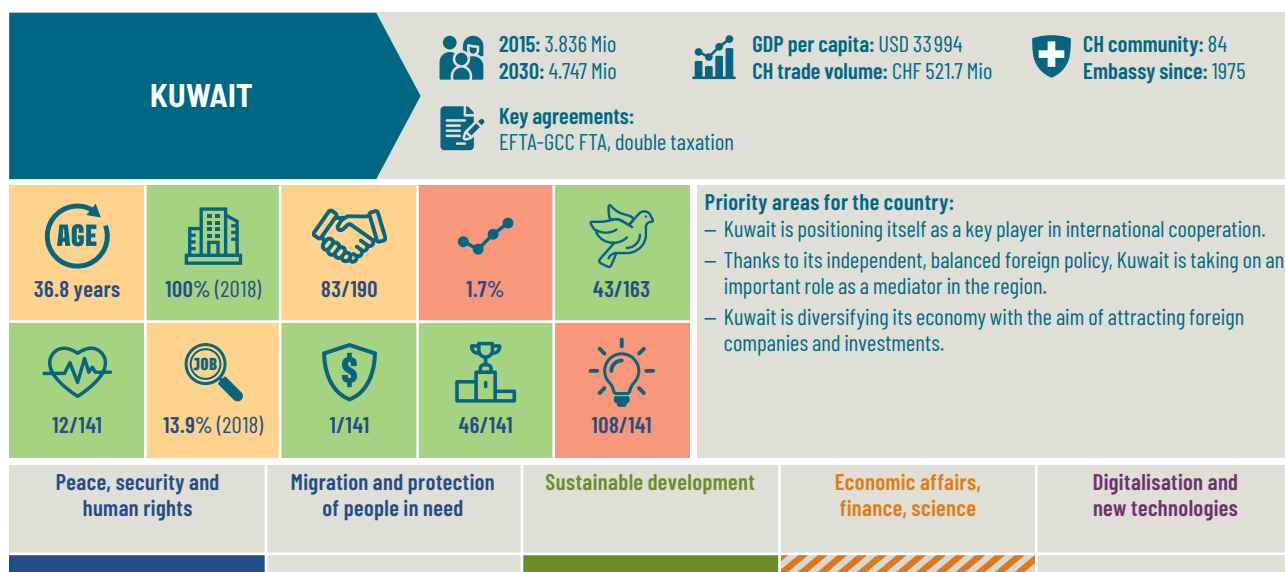 KUWAIT
2015: 3.836 Mio
2030: 4.747 Mio
GDP per capita: USD 33 994
CH trade volume: CHF 521.7 Mio
CH community: 84
Embassy since: 1975
Key agreements:
EFTA-GCC FTA, double taxation
AGE
36.8 years
100% (2018)
83/190
1.7%
43/163
12/141
JOB
13.9% (2018)
$
1/141
46/141
108/141
Priority areas for the country:
– Kuwait is positioning itself as a key player in international cooperation.
– Thanks to its independent, balanced foreign policy, Kuwait is taking on an
important role as a mediator in the region.
– Kuwait is diversifying its economy with the aim of attracting foreign
companies and investments.
Peace, security and
human rights
Migration and protection
of people in need
Sustainable development
Economic affairs,
finance, science
Digitalisation and
new technologies